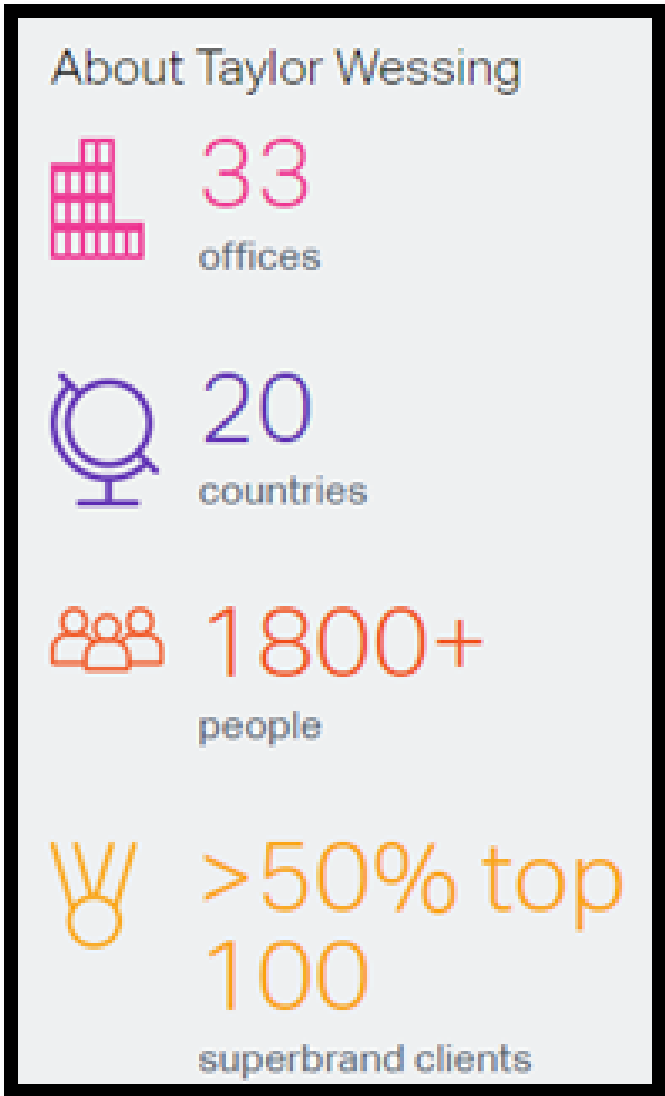 About Taylor Wessing
33
offices
20
countries
1800+
people
>50% top
100
superbrand clients